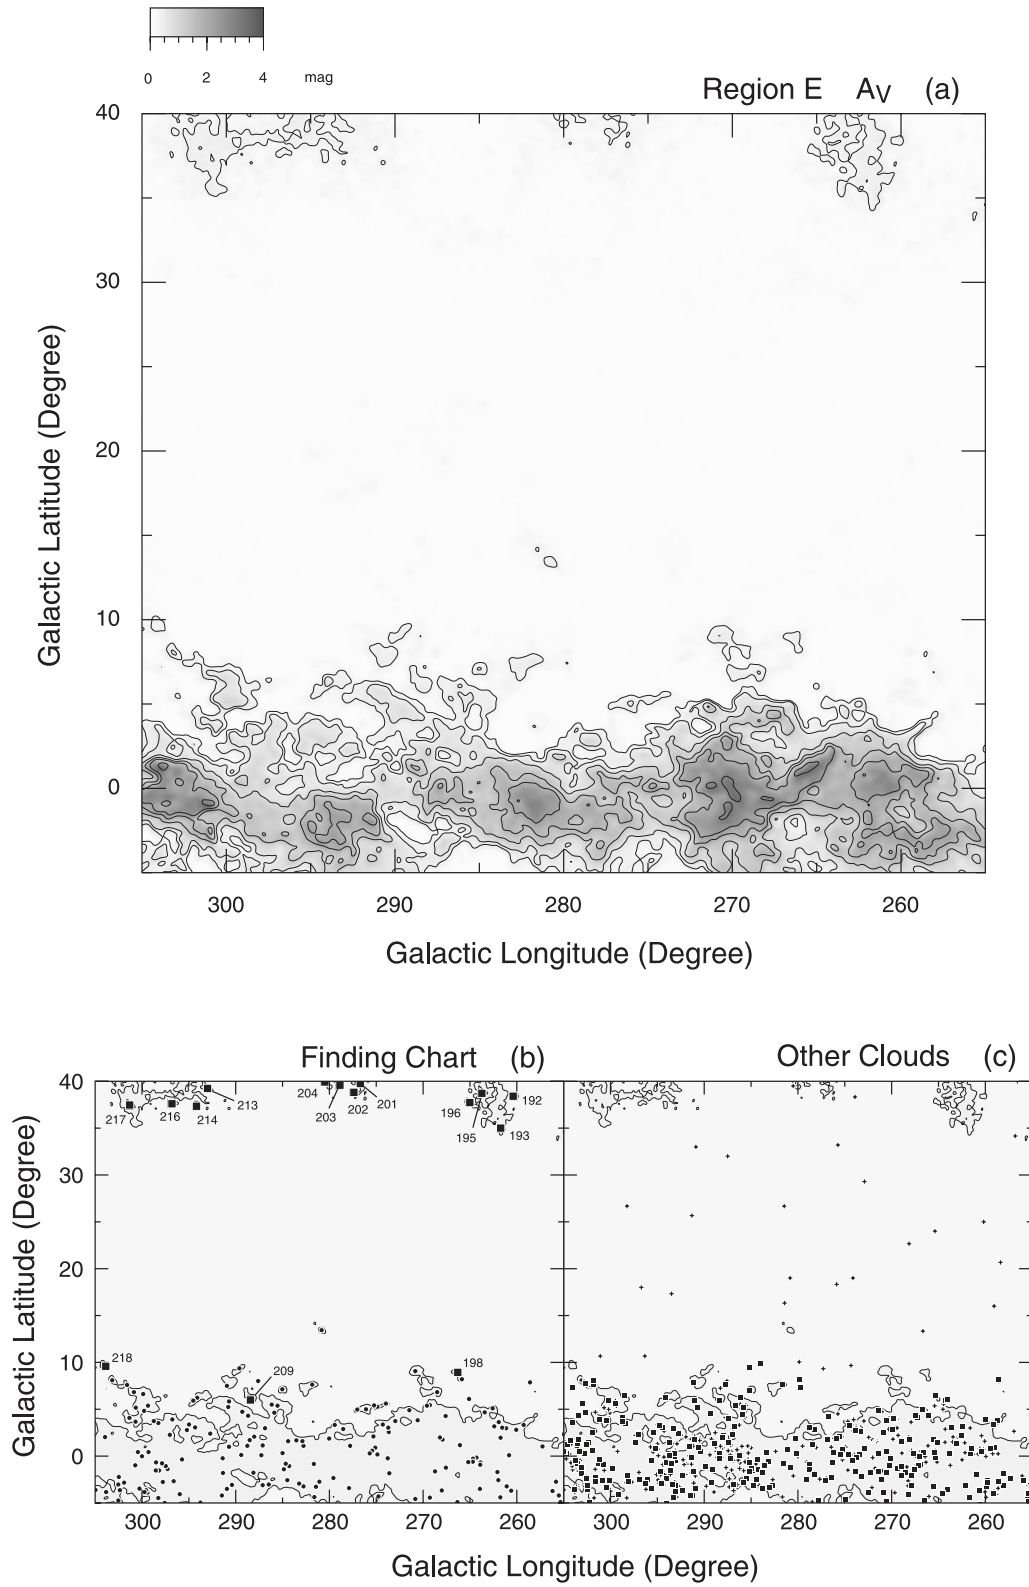 0 2 4 mag
Region E AV (a)
40
30
20
10
0
Galactic Latitude (Degree)
300 290 280 270 260
Galactic Longitude (Degree)
Finding Chart (b)
Other Clouds (c)
40
30
20
10
0
Galactic Latitude (Degree)
217
216
214
213
204
203
202
201
196
195
192
193
218
209
198
300 290 280 270 260
300 290 280 270 260
Galactic Longitude (Degree)